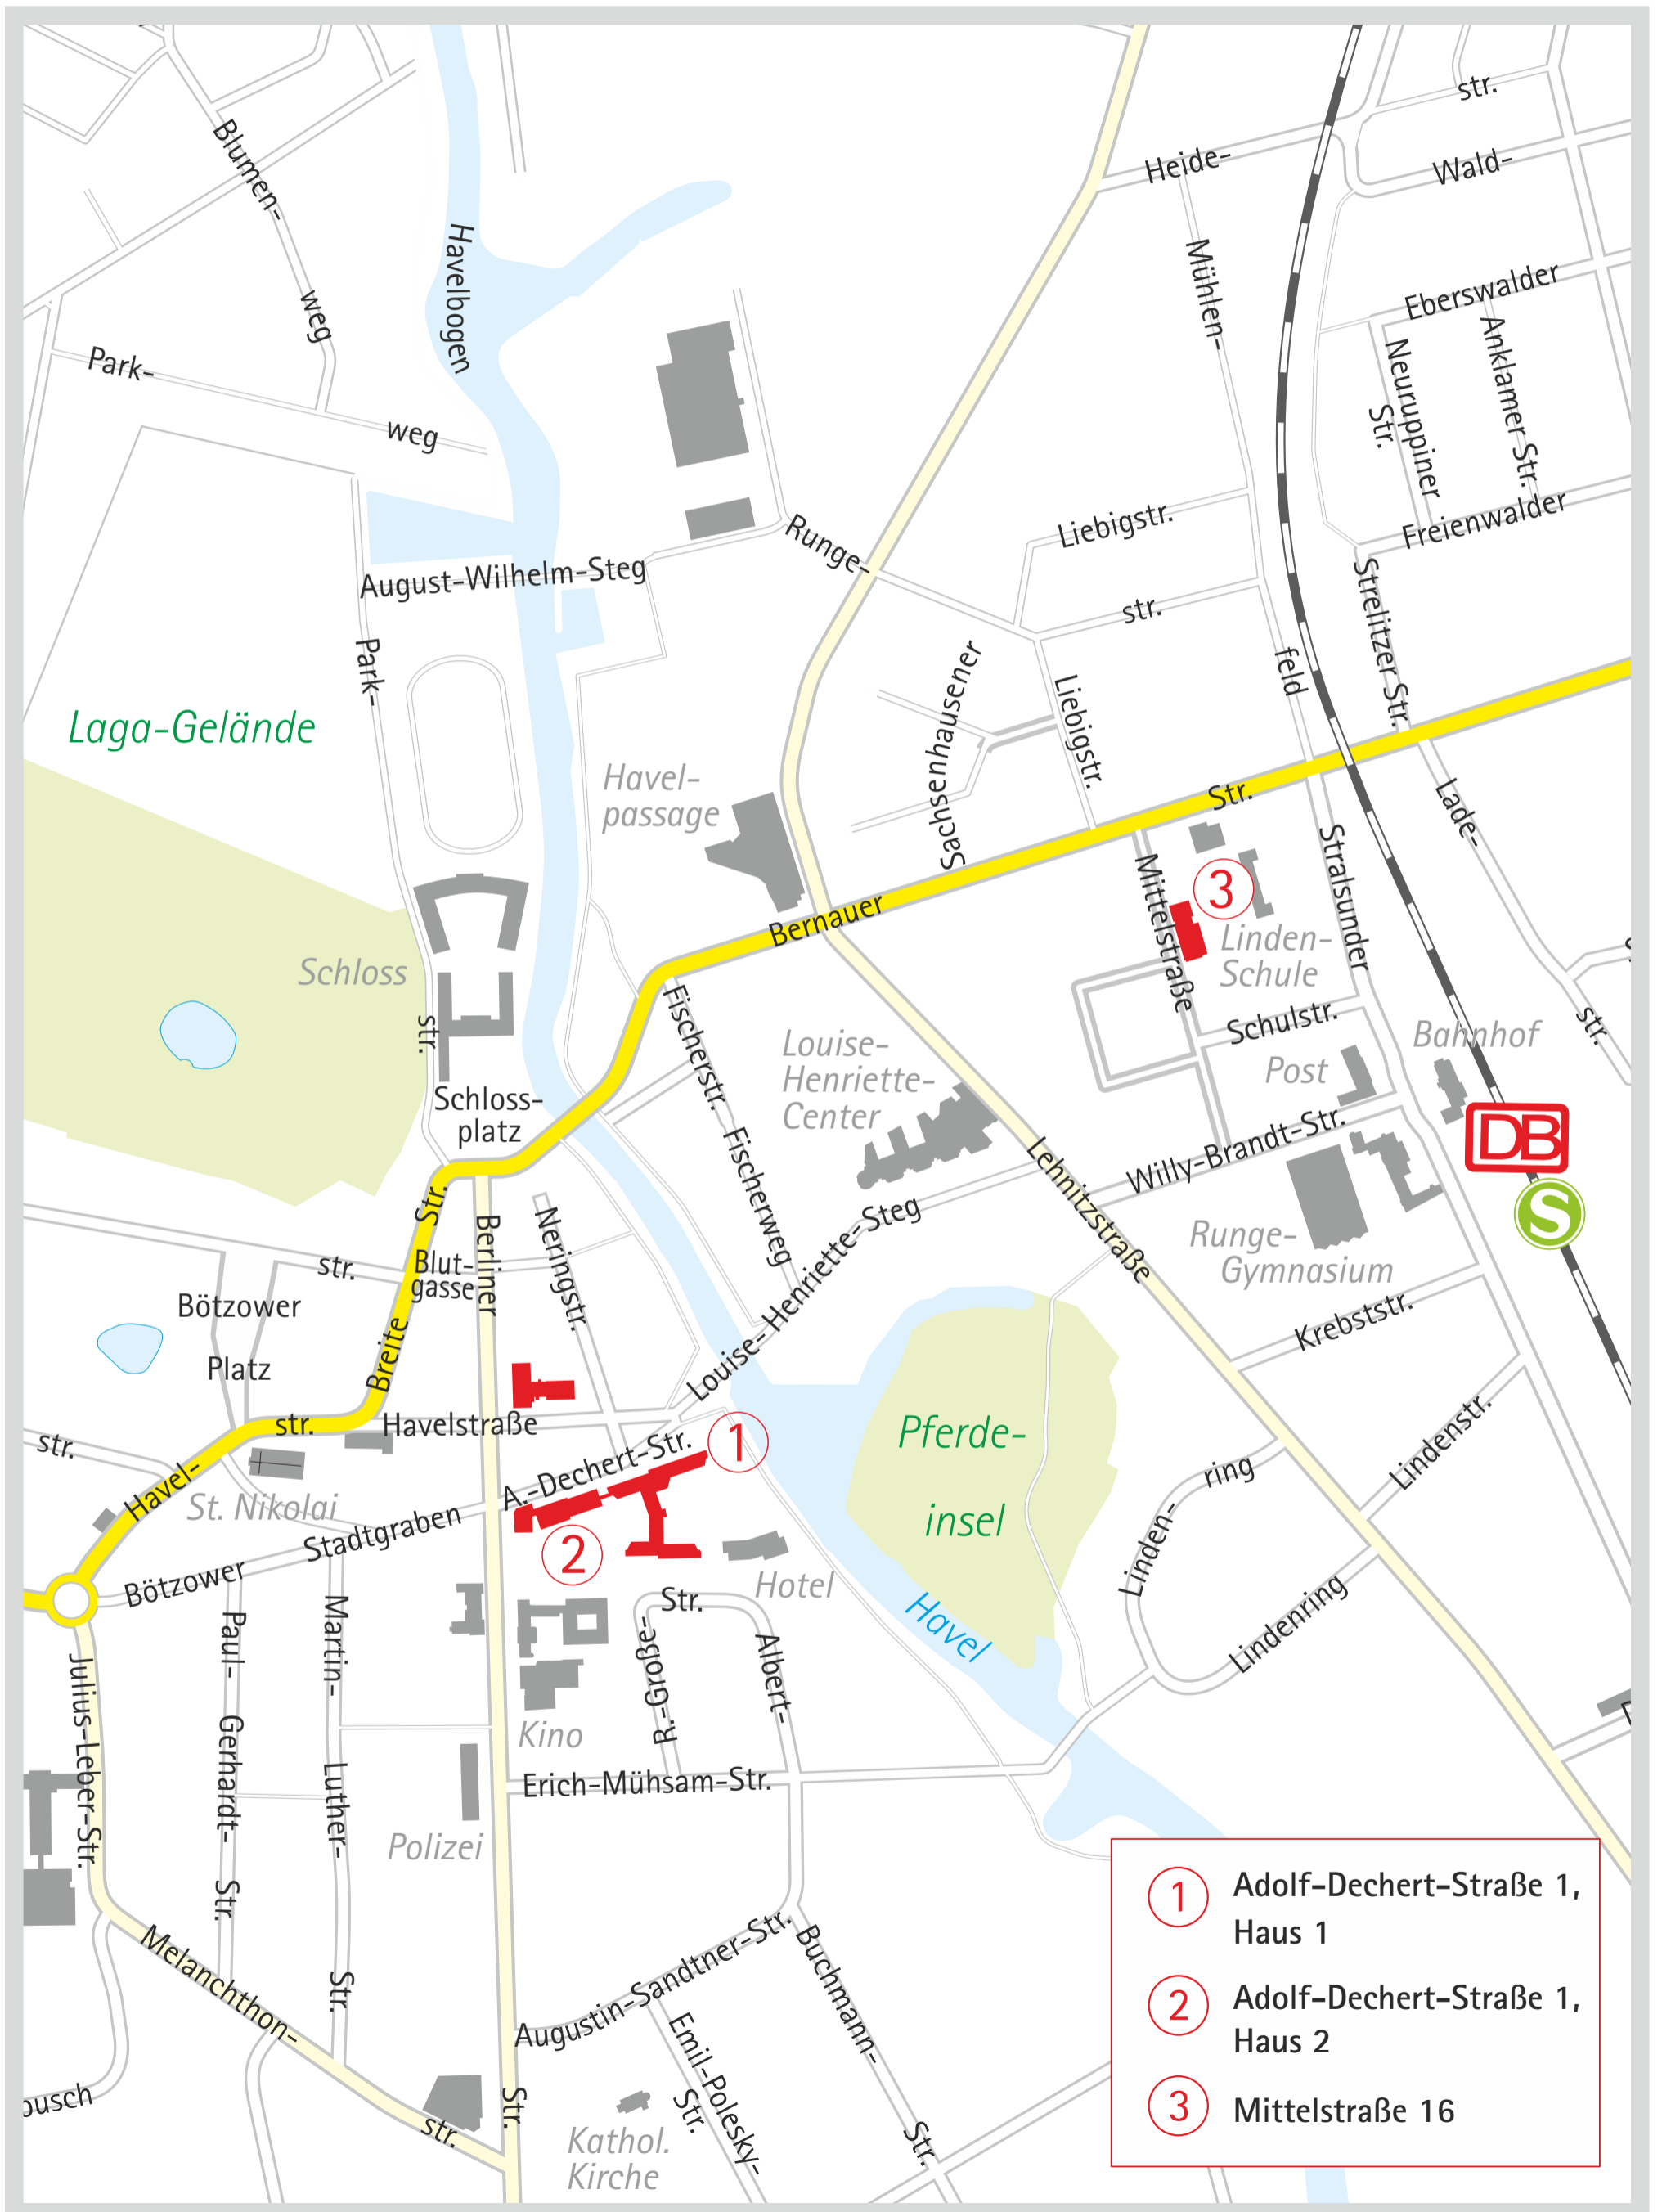 str.
Heide-
Wald-
Blumen-
weg
Havelbogen
Mühlen-
Eberswalder
Neuruppiner
Str.
Anklamer Str.
Freienwalder
Park-
weg
Runge-
Liebigstr.
August-Wilhelm-Steg
str.
Strelitzer Str.
Park-
Laga-Gelände
Sachsenhausener
Liebigstr.
feld
Havel-
passage
Str.
Lade-
Stralsunder
Mittelstraße
3
Bernauer
Linden-
Schule
Schloss
str.
Fischerstr.
Schulstr.
str.
Louise-
Henriette-
Center
Bahnhof
Post
Schloss-
platz
DB
Willy-Brandt-Str.
Fischerweg
Lehnitzstraße
S
Str.
Berliner
Neringstr.
Louise-Henriette-Steg
Runge-
Gymnasium
str.
Blut-
gasse
Bötzower
Platz
Breite
Krebststr.
str.
Havelstraße
str.
A.-Dechert-Str.
1
Pferde-
insel
ring
Lindenstr.
Havel-
St. Nikolai
Stadtgraben
2
Linden-
Bötzower
Hotel
Str.
Havel
Lindenring
Paul-
Gerhardt-
Str.
Martin-
Luther-
Str.
R.-Große-
Albert-
Buchmann-
Str.
Julius-Leber-Str.
Kino
Erich-Mühsam-Str.
Polizei
Melanchthon-
str.
Augustin-Sandtner-Str.
Emil-Polesky-
Str.
Str.
Kathol.
Kirche
1 Adolf-Dechert-Straße 1,
Haus 1
2 Adolf-Dechert-Straße 1,
Haus 2
3 Mittelstraße 16